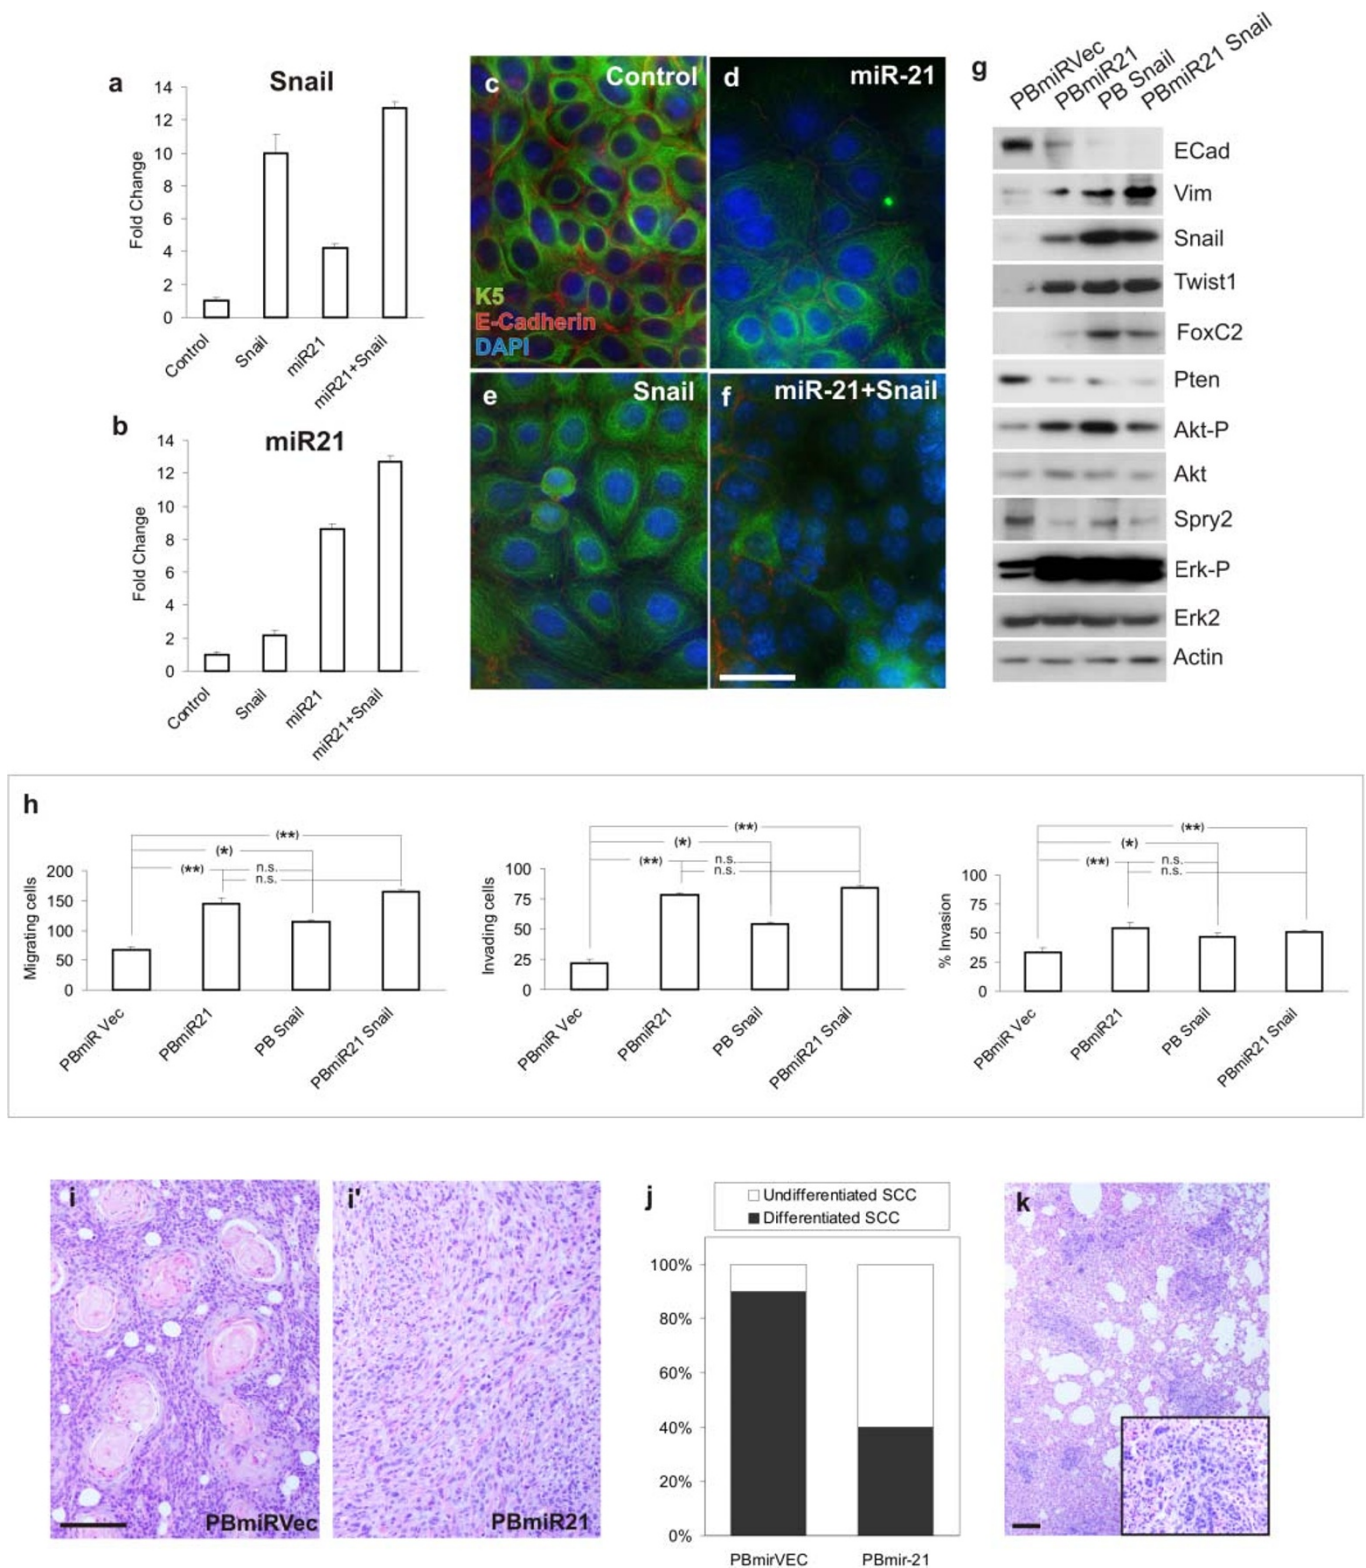 a
Snail
14
12
10
8
6
4
2
0
Fold Change
Control
Snail
miR21
miR21+Snail
b
miR21
14
12
10
8
6
4
2
0
Fold Change
Control
Snail
miR21
miR21+Snail
c
Control
K5
E-Cadherin
DAPI
d
miR-21
e
Snail
f
miR-21+Snail
g
PBmiRVec
PBmiR21
PB Snail
PBmiR21 Snail
ECad
Vim
Snail
Twist1
FoxC2
Pten
Akt-P
Akt
Spry2
Erk-P
Erk2
Actin
h
(**)
(*)
(**)
n.s.
n.s.
200
150
100
50
0
Migrating cells
PBmiR Vec
PBmiR21
PB Snail
PBmiR21 Snail
(**)
(*)
(**)
n.s.
n.s.
100
75
50
25
0
Invading cells
PBmiR Vec
PBmiR21
PB Snail
PBmiR21 Snail
(**)
(*)
(**)
n.s.
n.s.
100
75
50
25
0
% Invasion
PBmiR Vec
PBmiR21
PB Snail
PBmiR21 Snail
i
PBmiRVec
i'
PBmiR21
j
Undifferentiated SCC
Differentiated SCC
100%
80%
60%
40%
20%
0%
PBmirVEC
PBmir-21
k